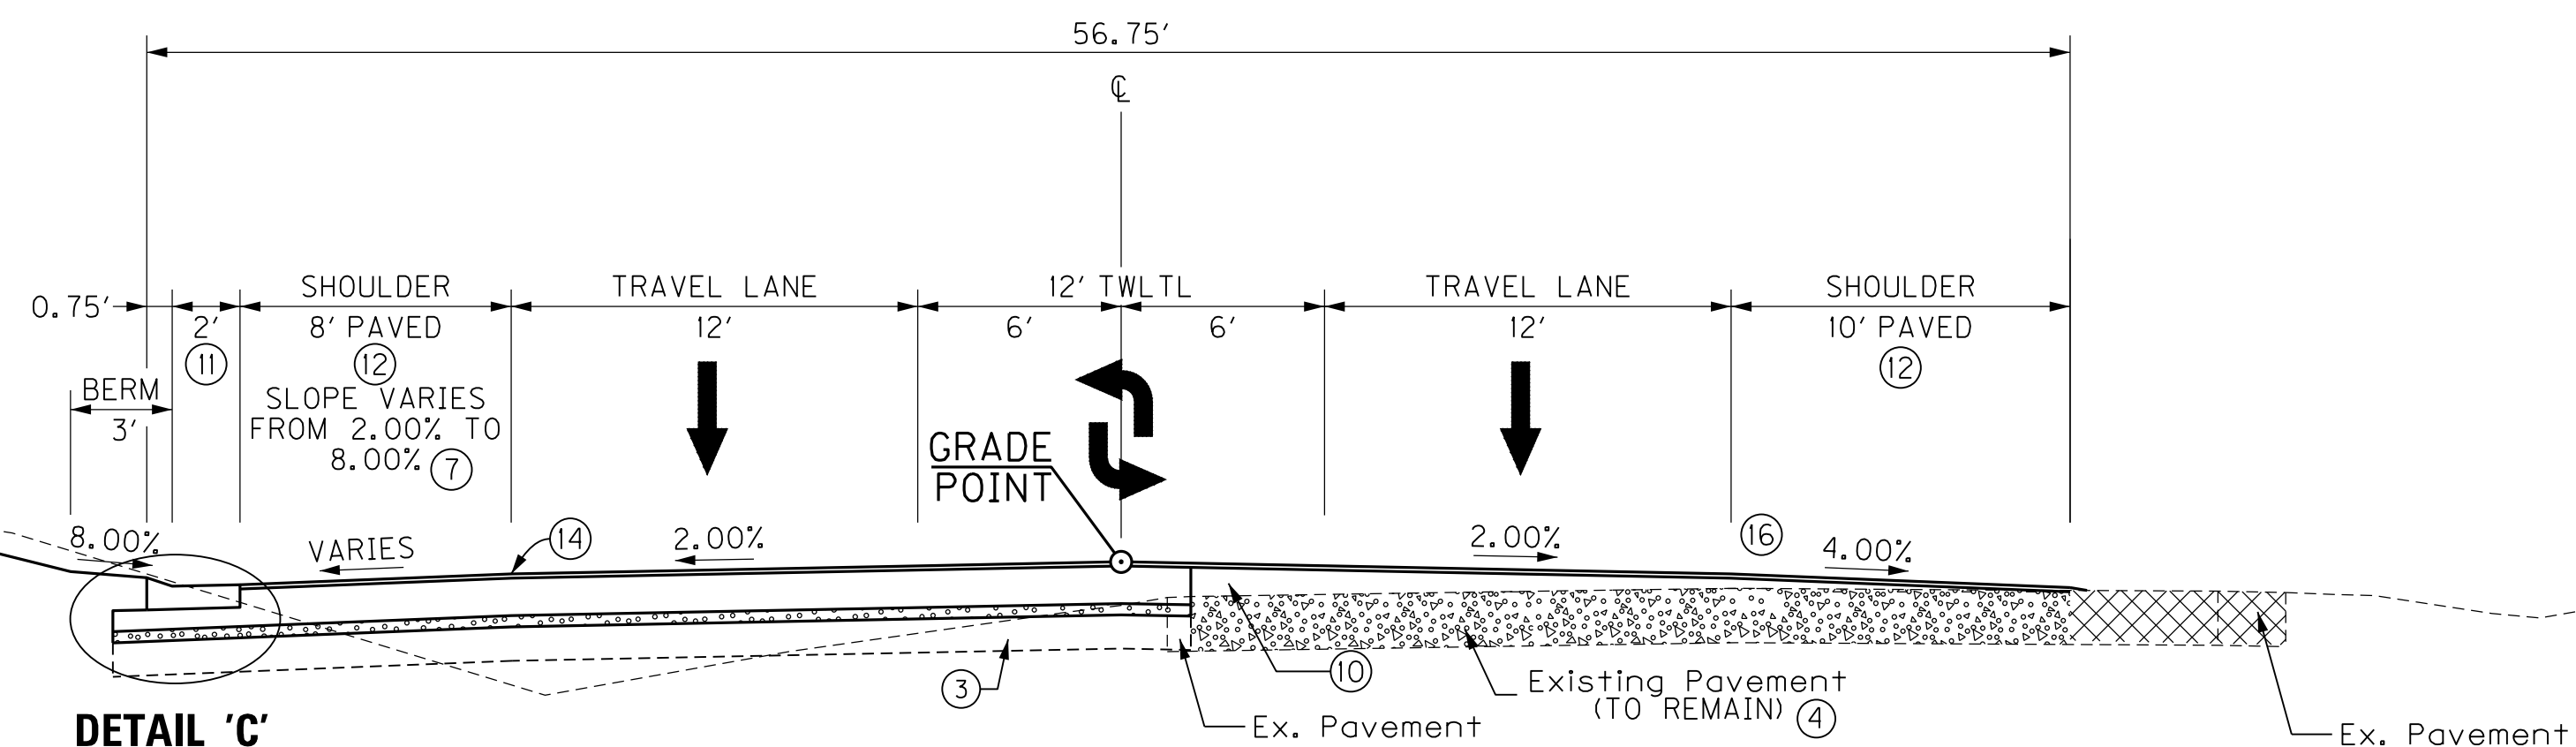 56.75'
℄
SHOULDER
TRAVEL LANE
12' TWLTL
TRAVEL LANE
SHOULDER
0.75'
2'
8' PAVED
12'
6'
6'
12'
10' PAVED
11
12
12
BERM
3'
SLOPE VARIES
FROM 2.00% TO
8.00% 7
GRADE
POINT
8.00%
VARIES
14
2.00%
2.00%
16
4.00%
3
10
Existing Pavement
(TO REMAIN) 4
Ex. Pavement
Ex. Pavement
DETAIL 'C'